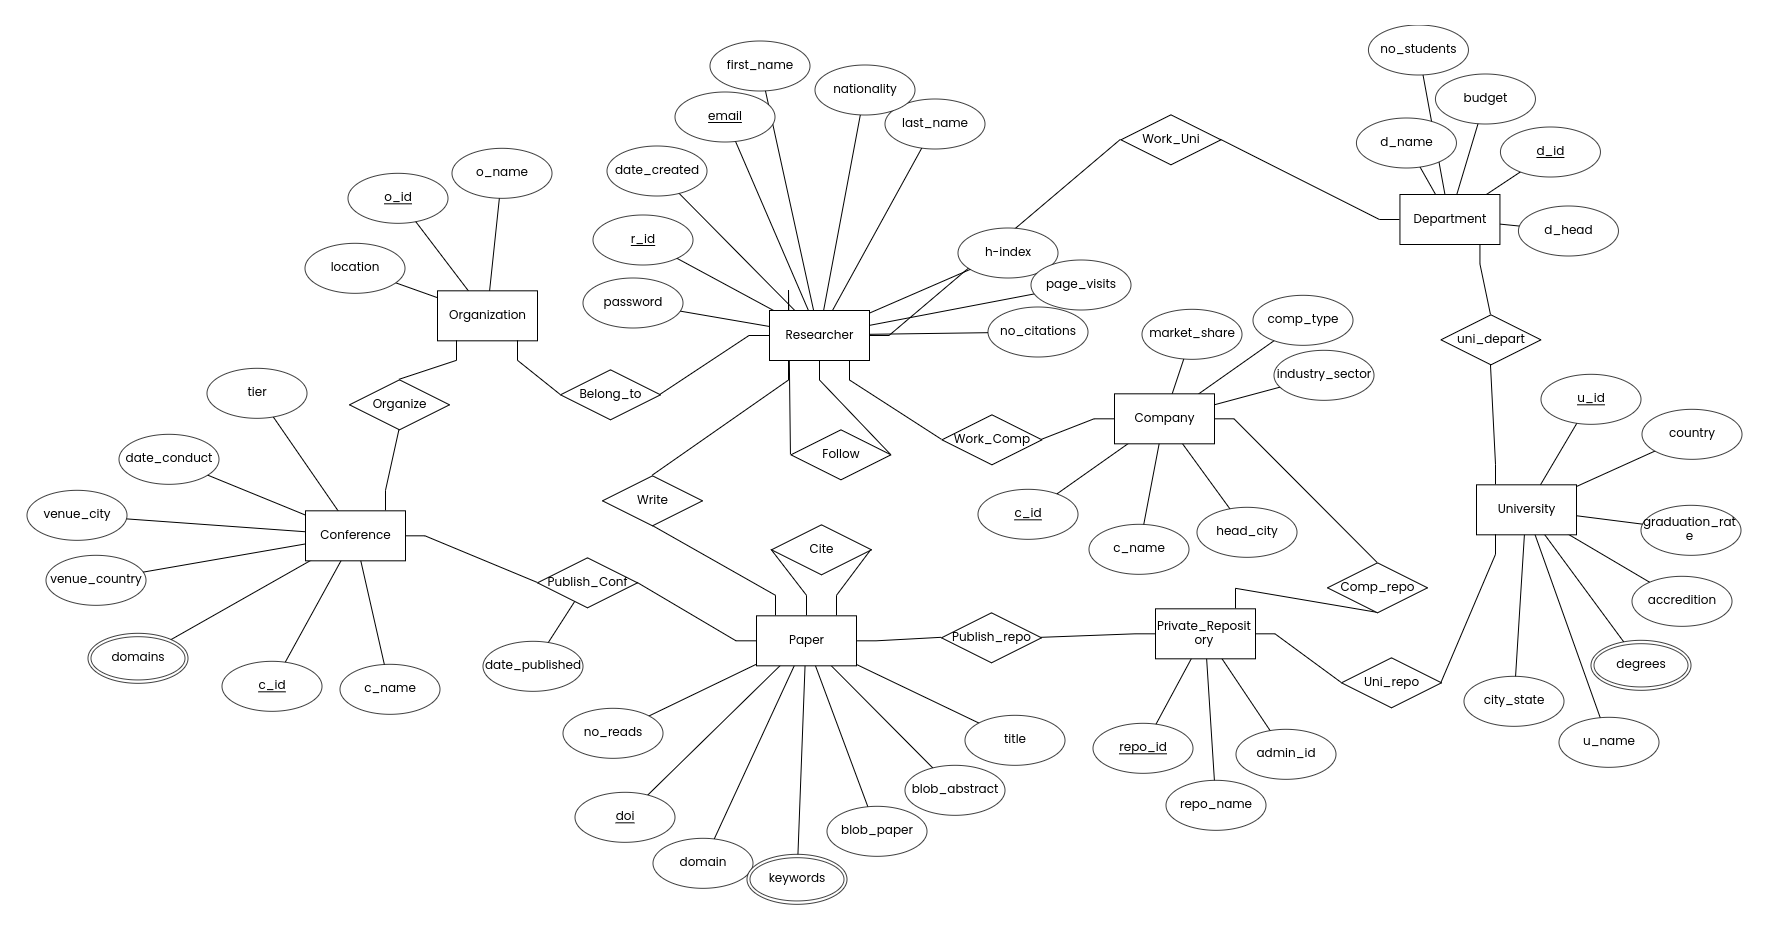 no_students
first_name
nationality
budget
email
last_name
Work_Uni
d_name
d_id
o_name
date_created
o_id
Department
d_head
r_id
h-index
location
page_visits
password
Organization
Researcher
no_citations
market_share
comp_type
uni_depart
industry_sector
tier
Belong_to
u_id
Organize
Company
country
Work_Comp
Follow
date_conduct
Write
University
venue_city
c_id
graduation_rat
e
Conference
Cite
head_city
c_name
venue_country
Publish_Conf
Comp_repo
accredition
Private_Reposit
ory
Paper
Publish_repo
domains
date_published
degrees
c_id
c_name
Uni_repo
city_state
no_reads
title
repo_id
admin_id
u_name
blob_abstract
repo_name
doi
blob_paper
domain
keywords